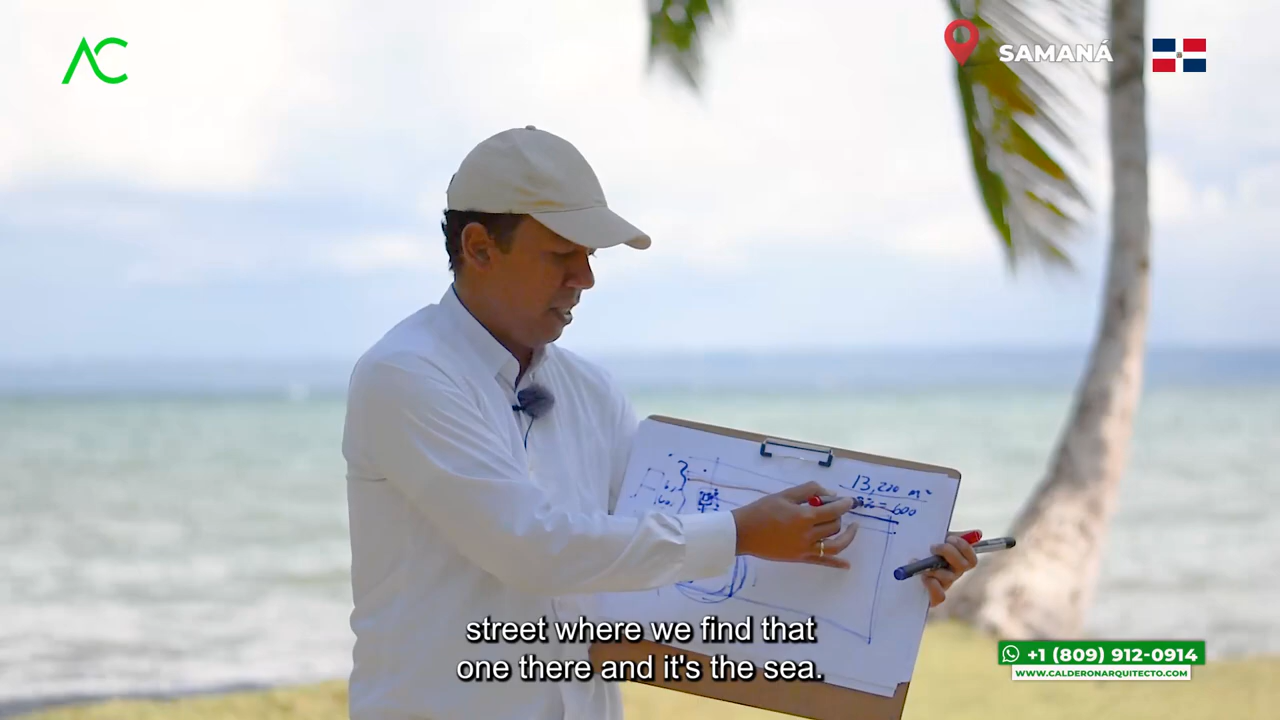 AC
SAMANÁ
13,220 m²
= 600
street where we find that
one there and it's the sea.
+1 (809) 912-0914
WWW.CALDERONARQUITECTO.COM